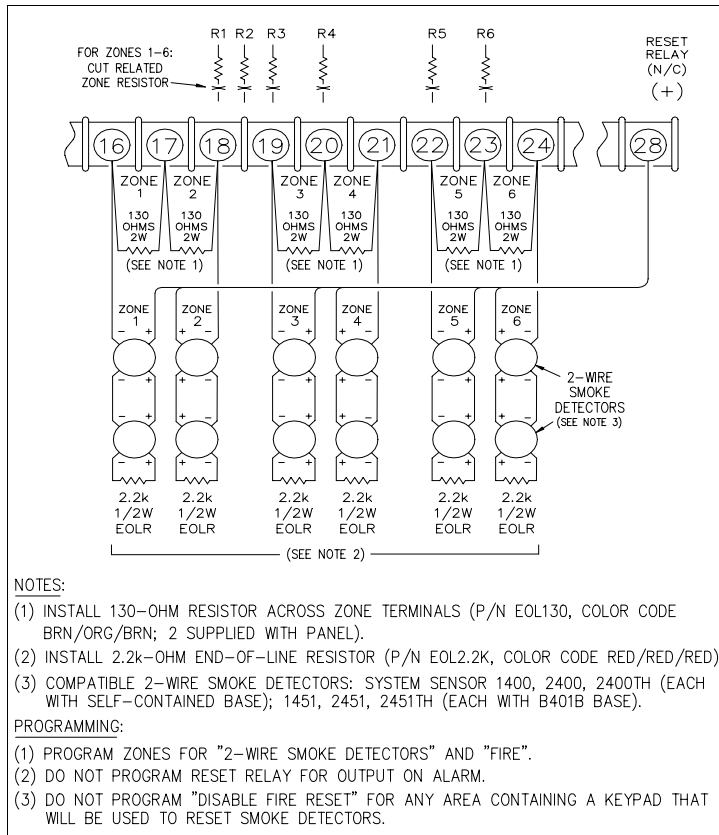 R1 R2 R3 R4 R5 R6
FOR ZONES 1-6:
CUT RELATED
ZONE RESISTOR
RESET
RELAY
(N/C)
(+)
16 17 18 19 20 21 22 23 24 28
ZONE ZONE ZONE ZONE ZONE ZONE
1 2 3 4 5 6
130 130 130 130 130 130
OHMS OHMS OHMS OHMS OHMS OHMS
2W 2W 2W 2W 2W 2W
(SEE NOTE 1) (SEE NOTE 1) (SEE NOTE 1)
ZONE ZONE ZONE ZONE ZONE ZONE
1 2 3 4 5 6
- + + - - + + - - + + -
- + + - - + + - - + + -
2-WIRE
SMOKE
DETECTORS
(SEE NOTE 3)
- + + - - + + - - + + -
2.2k 2.2k 2.2k 2.2k 2.2k 2.2k
1/2W 1/2W 1/2W 1/2W 1/2W 1/2W
EOLR EOLR EOLR EOLR EOLR EOLR
(SEE NOTE 2)
NOTES:
(1) INSTALL 130-OHM RESISTOR ACROSS ZONE TERMINALS (P/N EOL130, COLOR CODE
BRN/ORG/BRN; 2 SUPPLIED WITH PANEL).
(2) INSTALL 2.2k-OHM END-OF-LINE RESISTOR (P/N EOL2.2K, COLOR CODE RED/RED/RED)
(3) COMPATIBLE 2-WIRE SMOKE DETECTORS: SYSTEM SENSOR 1400, 2400, 2400TH (EACH
WITH SELF-CONTAINED BASE); 1451, 2451, 2451TH (EACH WITH B401B BASE).
PROGRAMMING:
(1) PROGRAM ZONES FOR "2-WIRE SMOKE DETECTORS" AND "FIRE".
(2) DO NOT PROGRAM RESET RELAY FOR OUTPUT ON ALARM.
(3) DO NOT PROGRAM "DISABLE FIRE RESET" FOR ANY AREA CONTAINING A KEYPAD THAT
WILL BE USED TO RESET SMOKE DETECTORS.